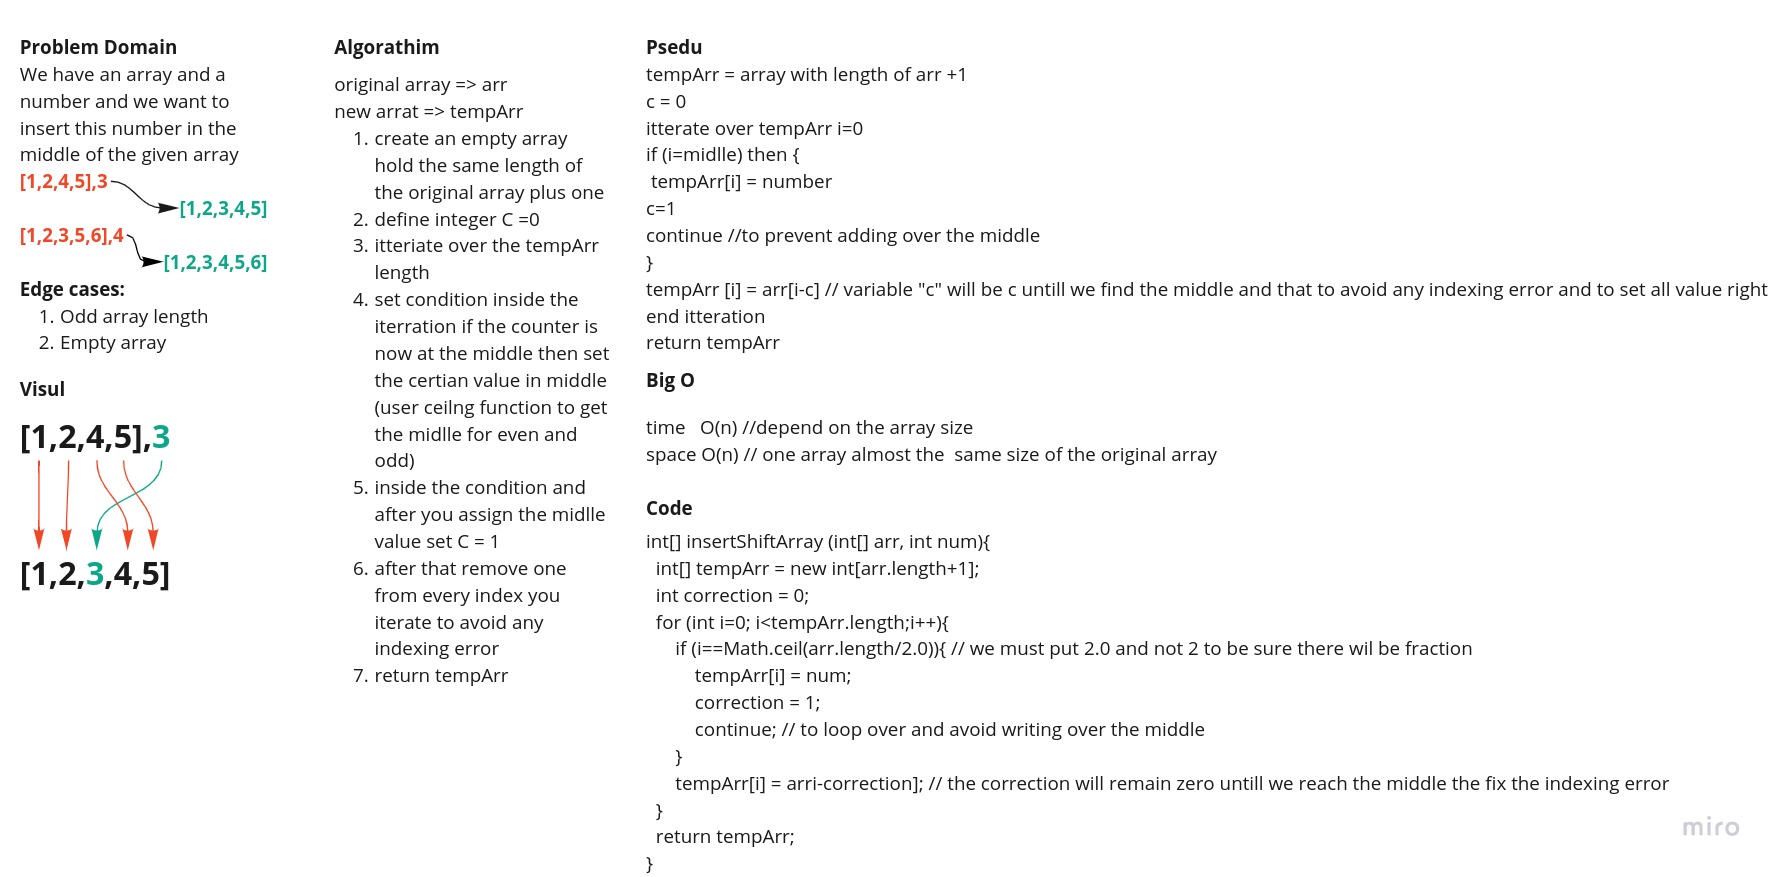 Problem Domain
We have an array and a
number and we want to
insert this number in the
middle of the given array
[1,2,4,5],3
[1,2,3,4,5]
[1,2,3,5,6],4
[1,2,3,4,5,6]
Edge cases:
1. Odd array length
2. Empty array
Visul
[1,2,4,5],3
[1,2,3,4,5]
Algorathim
original array => arr
new arrat => tempArr
1. create an empty array
hold the same length of
the original array plus one
2. define integer C =0
3. itteriate over the tempArr
length
4. set condition inside the
iterration if the counter is
now at the middle then set
the certian value in middle
(user ceilng function to get
the midlle for even and
odd)
5. inside the condition and
after you assign the midlle
value set C = 1
6. after that remove one
from every index you
iterate to avoid any
indexing error
7. return tempArr
Psedu
tempArr = array with length of arr +1
c = 0
itterate over tempArr i=0
if (i=midlle) then {
tempArr[i] = number
c=1
continue //to prevent adding over the middle
}
tempArr [i] = arr[i-c] // variable "c" will be c untill we find the middle and that to avoid any indexing error and to set all value right
end itteration
return tempArr
Big O
time O(n) //depend on the array size
space O(n) // one array almost the same size of the original array
Code
int[] insertShiftArray (int[] arr, int num){
int[] tempArr = new int[arr.length+1];
int correction = 0;
for (int i=0; i<tempArr.length;i++){
if (i==Math.ceil(arr.length/2.0)){ // we must put 2.0 and not 2 to be sure there wil be fraction
tempArr[i] = num;
correction = 1;
continue; // to loop over and avoid writing over the middle
}
tempArr[i] = arri-correction]; // the correction will remain zero untill we reach the middle the fix the indexing error
}
return tempArr;
}
miro